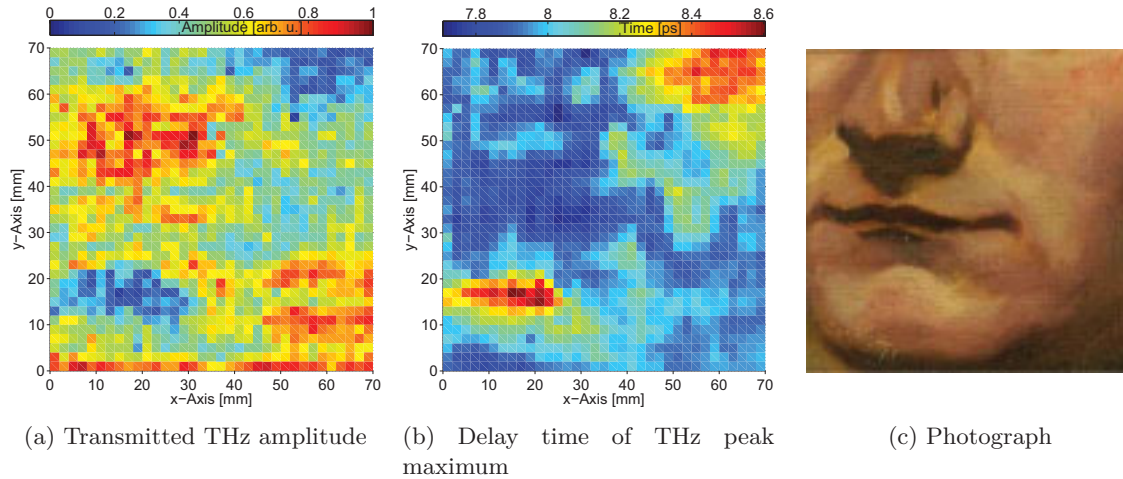 0 0.2 0.4 0.6 0.8 1
Amplitude [arb. u.]
70
60
50
40
30
20
10
0
y−Axis [mm]
0 10 20 30 40 50 60 70
x−Axis [mm]
(a) Transmitted THz amplitude
7.8 8 8.2 8.4 8.6
Time [ps]
70
60
50
40
30
20
10
0
y−Axis [mm]
0 10 20 30 40 50 60 70
x−Axis [mm]
(b) Delay time of THz peak
maximum
(c) Photograph